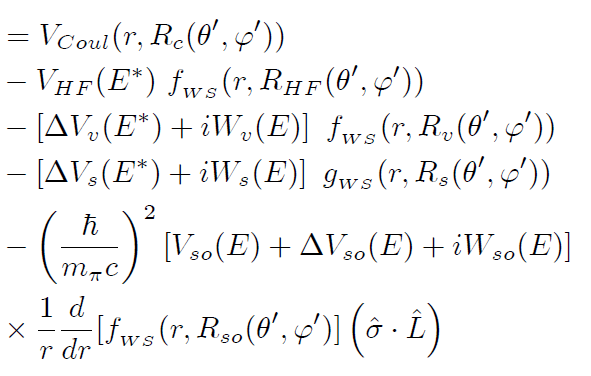 = V_{Coul}(r, R_c(θ′, φ′))
− V_{HF}(E*) f_{WS}(r, R_{HF}(θ′, φ′))
− [ΔV_v(E*) + iW_v(E)] f_{WS}(r, R_v(θ′, φ′))
− [ΔV_s(E*) + iW_s(E)] g_{WS}(r, R_s(θ′, φ′))
− (ħ / m_π c)² [V_{so}(E) + ΔV_{so}(E) + iW_{so}(E)]
× 1/r d/dr [f_{WS}(r, R_{so}(θ′, φ′)] (σ̂ · L̂)